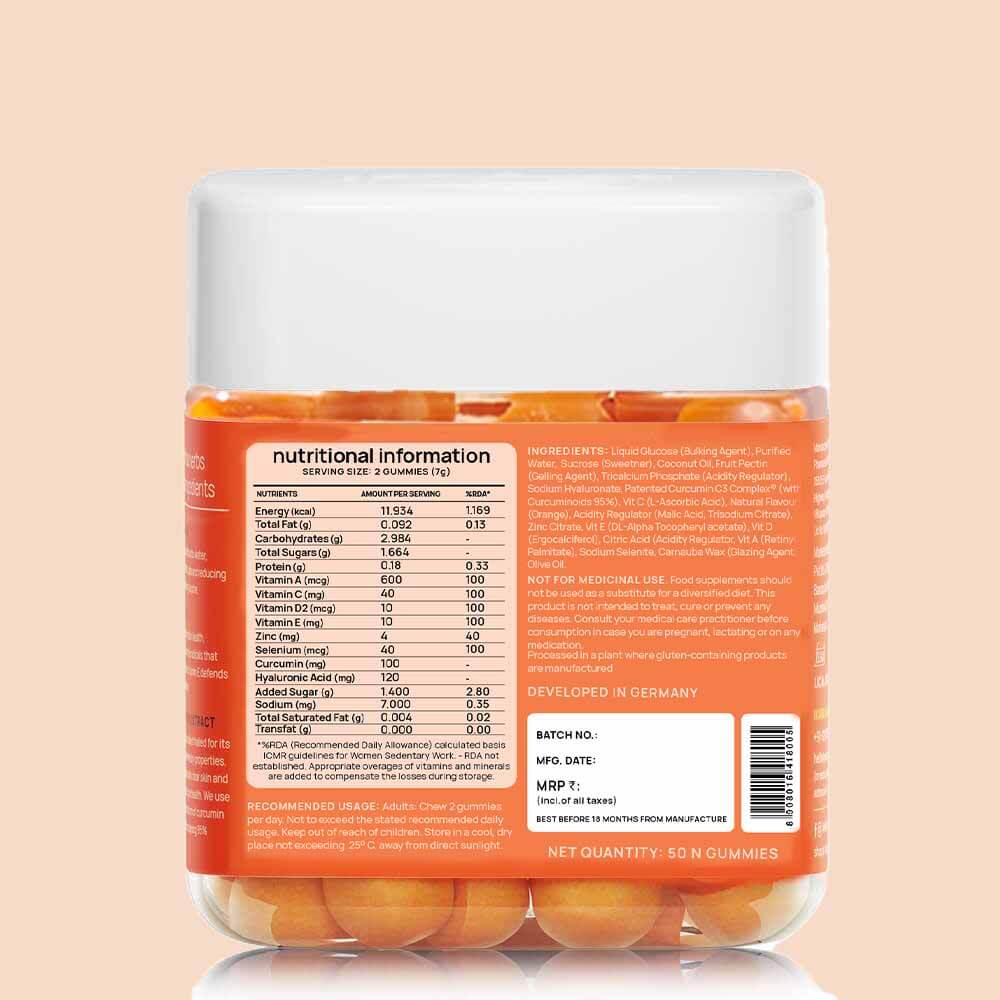 nutritional information
SERVING SIZE: 2 GUMMIES (7g)
NUTRIENTS AMOUNT PER SERVING %RDA*
Energy (kcal) 11.934 1.169
Total Fat (g) 0.092 0.13
Carbohydrates (g) 2.984 -
Total Sugars (g) 1.664 -
Protein (g) 0.18 0.33
Vitamin A (mcg) 600 100
Vitamin C (mg) 40 100
Vitamin D2 (mcg) 10 100
Vitamin E (mg) 10 100
Zinc (mg) 4 40
Selenium (mcg) 40 100
Curcumin (mg) 100 -
Hyaluronic Acid (mg) 120 -
Added Sugar (g) 1.400 2.80
Sodium (mg) 7.000 0.35
Total Saturated Fat (g) 0.004 0.02
Transfat (g) 0.000 0.00
*%RDA (Recommended Daily Allowance) calculated basis
ICMR guidelines for Women Sedentary Work. - RDA not
established. Appropriate overages of vitamins and minerals
are added to compensate the losses during storage.
RECOMMENDED USAGE: Adults: Chew 2 gummies
per day. Not to exceed the stated recommended daily
usage. Keep out of reach of children. Store in a cool, dry
place not exceeding 25º C, away from direct sunlight.
INGREDIENTS: Liquid Glucose (Bulking Agent), Purified
Water, Sucrose (Sweetner), Coconut Oil, Fruit Pectin
(Gelling Agent), Tricalcium Phosphate (Acidity Regulator),
Sodium Hyaluronate, Patented Curcumin C3 Complex® (with
Curcuminoids 95%), Vit C (L-Ascorbic Acid), Natural Flavour
(Orange), Acidity Regulator (Malic Acid, Trisodium Citrate),
Zinc Citrate, Vit E (DL-Alpha Tocopheryl acetate), Vit D
(Ergocalciferol), Citric Acid (Acidity Regulator, Vit A (Retinyl
Palmitate), Sodium Selenite, Carnauba Wax (Glazing Agent
Olive Oil.
NOT FOR MEDICINAL USE. Food supplements should
not be used as a substitute for a diversified diet. This
product is not intended to treat, cure or prevent any
diseases. Consult your medical care practitioner before
consumption in case you are pregnant, lactating or on any
medication.
Processed in a plant where gluten-containing products
are manufactured
DEVELOPED IN GERMANY
BATCH NO.:
MFG. DATE:
MRP ₹:
(incl.of all taxes)
BEST BEFORE 18 MONTHS FROM MANUFACTURE
8 908016 418005
NET QUANTITY: 50 N GUMMIES